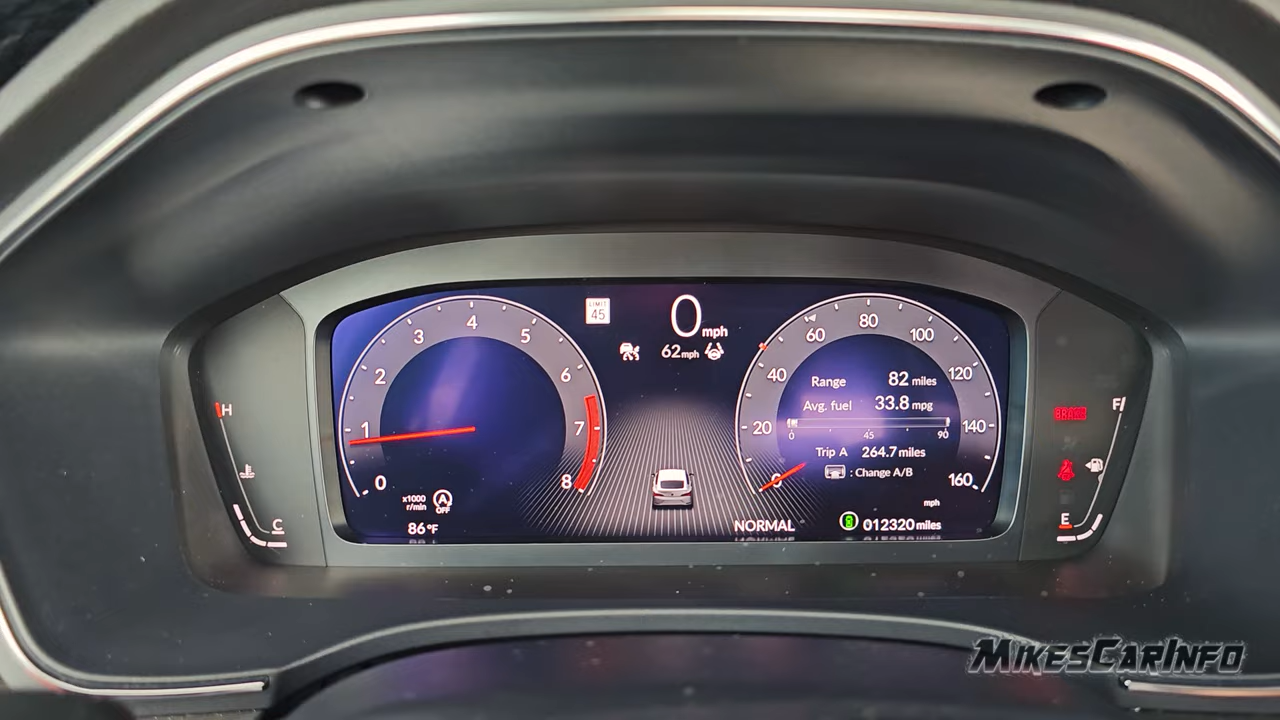 LIMIT
45
0 mph
62 mph
0
1
2
3
4
5
6
7
8
x1000
r/min
A
OFF
86°F
0
20
40
60
80
100
120
140
160
Range 82 miles
Avg. fuel 33.8 mpg
0 45 90
Trip A 264.7 miles
: Change A/B
mph
NORMAL
012320 miles
H
C
BRAKE
F
E
MIKESCARINFO